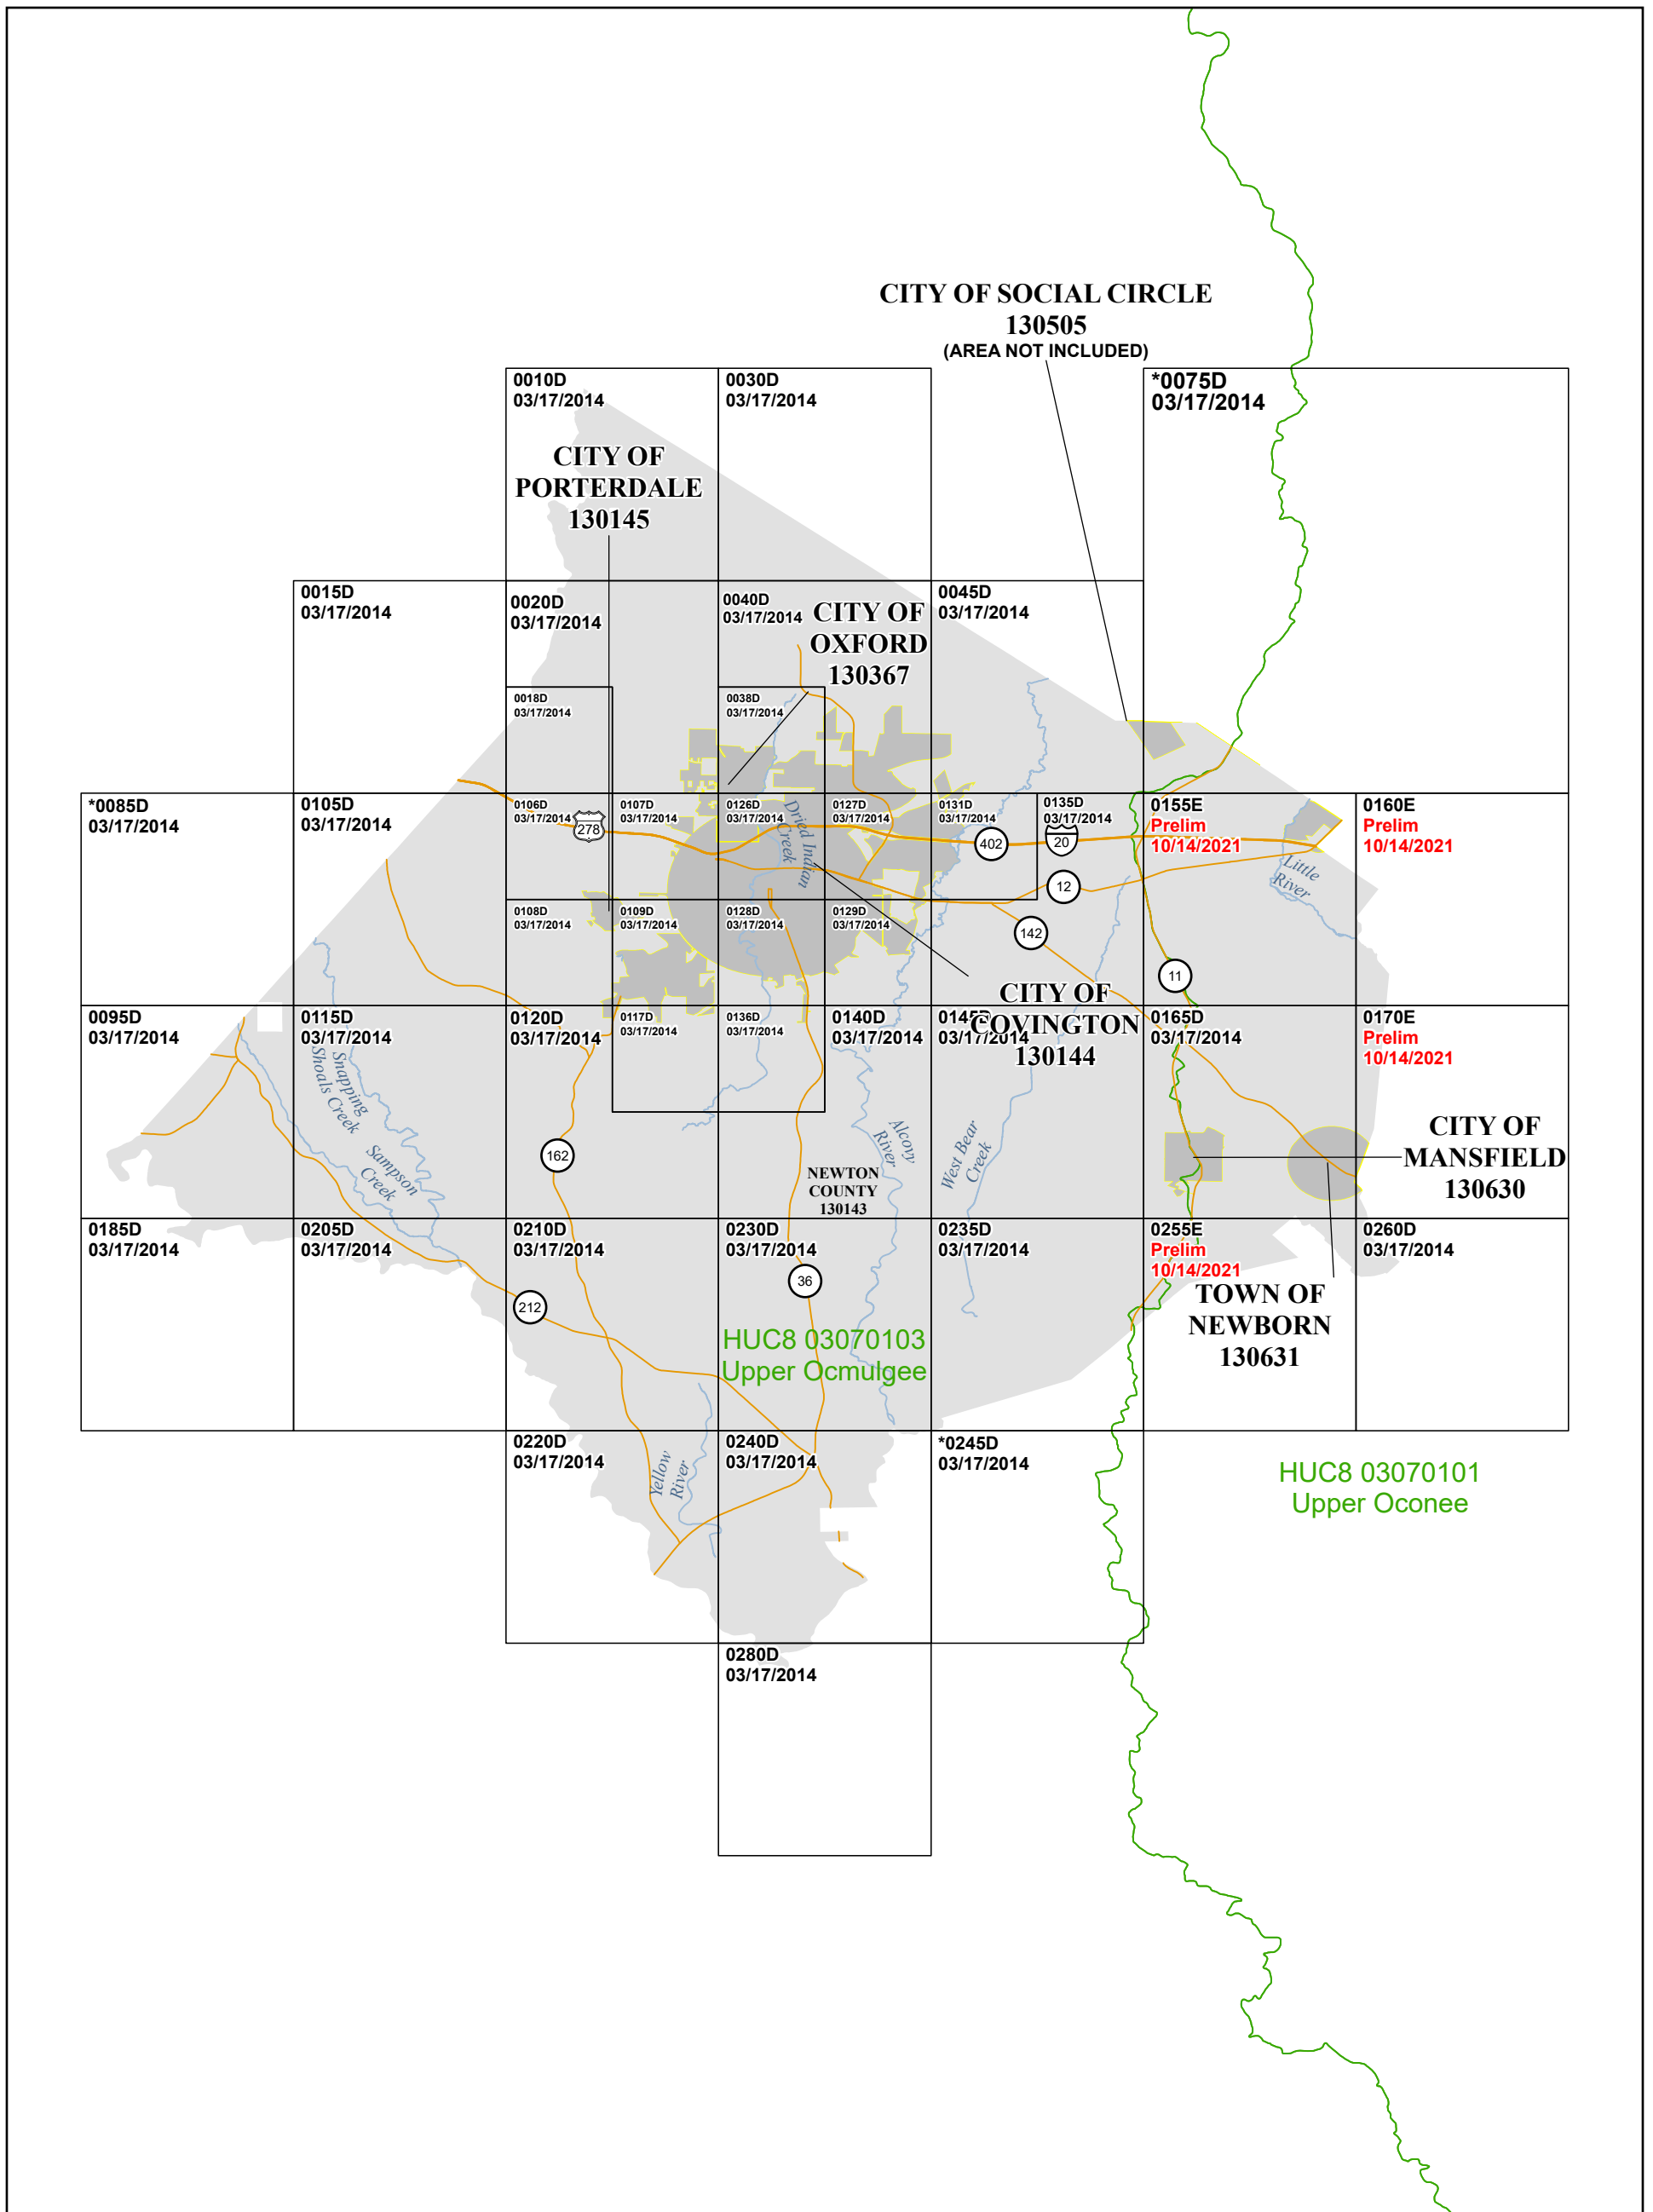 CITY OF SOCIAL CIRCLE
130505
(AREA NOT INCLUDED)
0010D
03/17/2014
0030D
03/17/2014
*0075D
03/17/2014
CITY OF
PORTERDALE
130145
0015D
03/17/2014
0020D
03/17/2014
0040D
03/17/2014
CITY OF
OXFORD
130367
0045D
03/17/2014
0018D
03/17/2014
0038D
03/17/2014
*0085D
03/17/2014
0105D
03/17/2014
0106D
03/17/2014
278
0107D
03/17/2014
0126D
03/17/2014
Dried Indian
Creek
0127D
03/17/2014
0131D
03/17/2014
402
0135D
03/17/2014
20
12
0155E
Prelim
10/14/2021
0160E
Prelim
10/14/2021
Little
River
0108D
03/17/2014
0109D
03/17/2014
0128D
03/17/2014
0129D
03/17/2014
142
11
0095D
03/17/2014
0115D
03/17/2014
0120D
03/17/2014
0117D
03/17/2014
0136D
03/17/2014
0140D
03/17/2014
0145D
03/17/2014
CITY OF
COVINGTON
130144
0165D
03/17/2014
0170E
Prelim
10/14/2021
Snapping
Shoals Creek
Sampson
Creek
162
Alcovy
River
West Bear
Creek
NEWTON
COUNTY
130143
CITY OF
MANSFIELD
130630
0185D
03/17/2014
0205D
03/17/2014
0210D
03/17/2014
0230D
03/17/2014
0235D
03/17/2014
0255E
Prelim
10/14/2021
0260D
03/17/2014
36
212
TOWN OF
NEWBORN
130631
HUC8 03070103
Upper Ocmulgee
0220D
03/17/2014
Yellow
River
0240D
03/17/2014
*0245D
03/17/2014
HUC8 03070101
Upper Oconee
0280D
03/17/2014